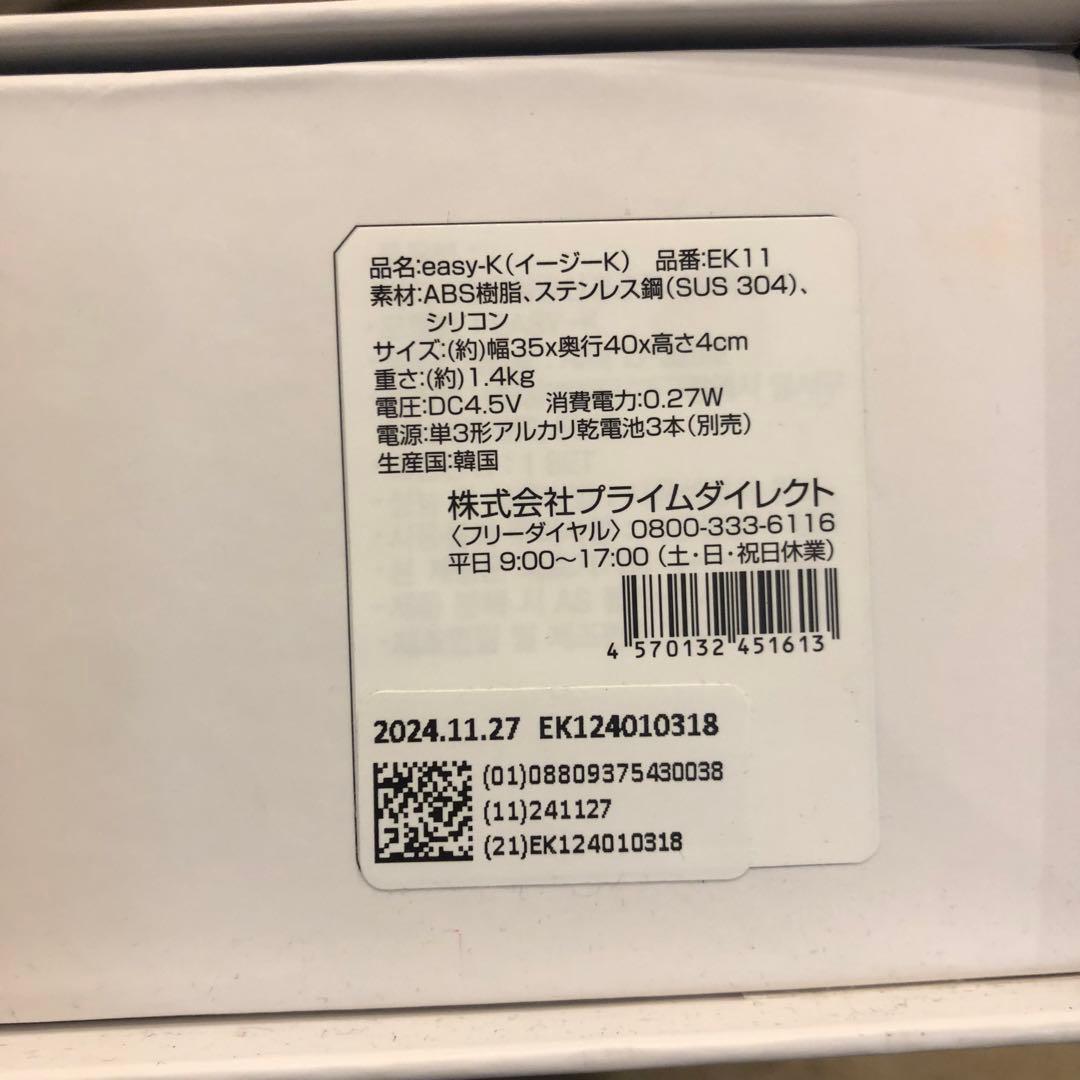 品名:easy-K(イージーK) 品番:EK11
素材:ABS樹脂、ステンレス鋼(SUS 304)、
シリコン
サイズ:(約)幅35x奥行40x高さ4cm
重さ:(約)1.4kg
電圧:DC4.5V 消費電力:0.27W
電源:単3形アルカリ乾電池3本(別売)
生産国:韓国
株式会社プライムダイレクト
〈フリーダイヤル〉0800-333-6116
平日 9:00〜17:00 (土・日・祝日休業)
4 570132 451613
2024.11.27 EK124010318
(01)08809375430038
(11)241127
(21)EK124010318